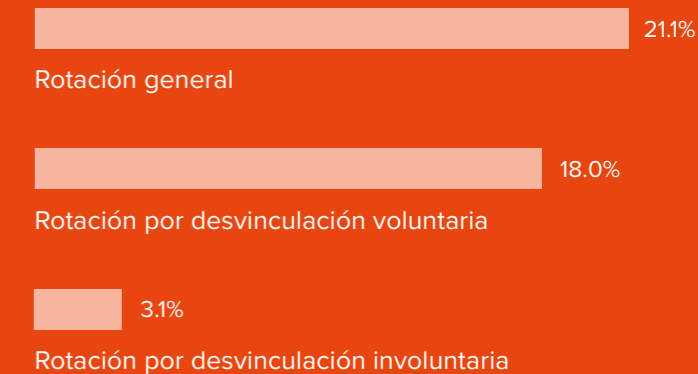 21.1%
Rotación general
18.0%
Rotación por desvinculación voluntaria
3.1%
Rotación por desvinculación involuntaria